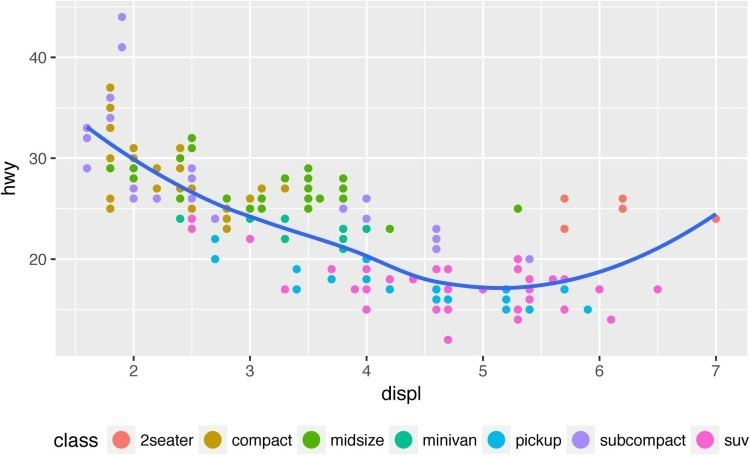 40
30
20
hwy
2 3 4 5 6 7
displ
class 2seater compact midsize minivan pickup subcompact suv